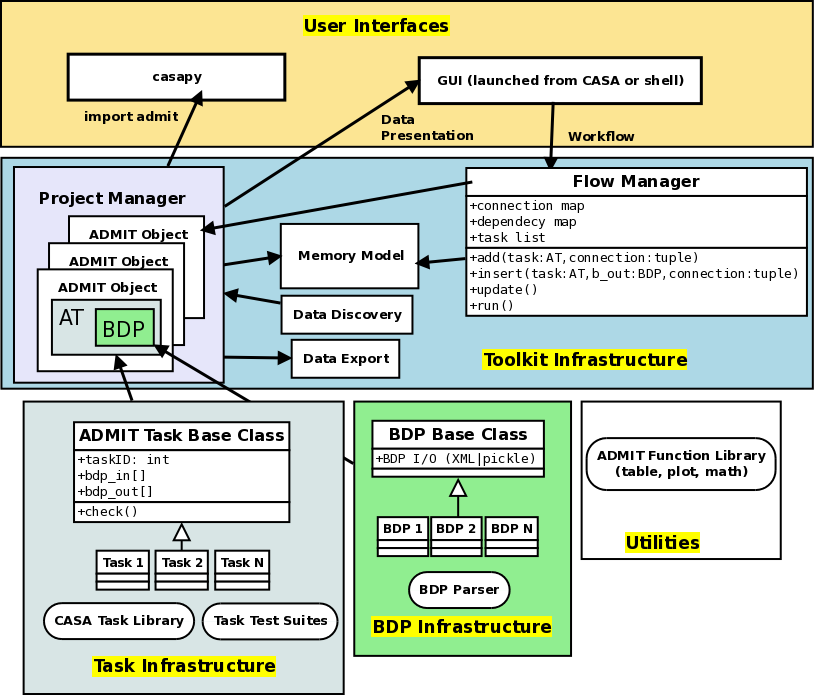 User Interfaces
casapy
GUI (launched from CASA or shell)
import admit
Data
Presentation
Workflow
Project Manager
ADMIT Object
ADMIT Object
ADMIT Object
AT
BDP
Memory Model
Data Discovery
Data Export
Flow Manager
+connection map
+dependecy map
+task list
+add(task:AT,connection:tuple)
+insert(task:AT,b_out:BDP,connection:tuple)
+update()
+run()
Toolkit Infrastructure
ADMIT Task Base Class
+taskID: int
+bdp_in[]
+bdp_out[]
+check()
Task 1
Task 2
Task N
CASA Task Library
Task Test Suites
Task Infrastructure
BDP Base Class
+BDP I/O (XML|pickle)
BDP 1
BDP 2
BDP N
BDP Parser
BDP Infrastructure
ADMIT Function Library
(table, plot, math)
Utilities